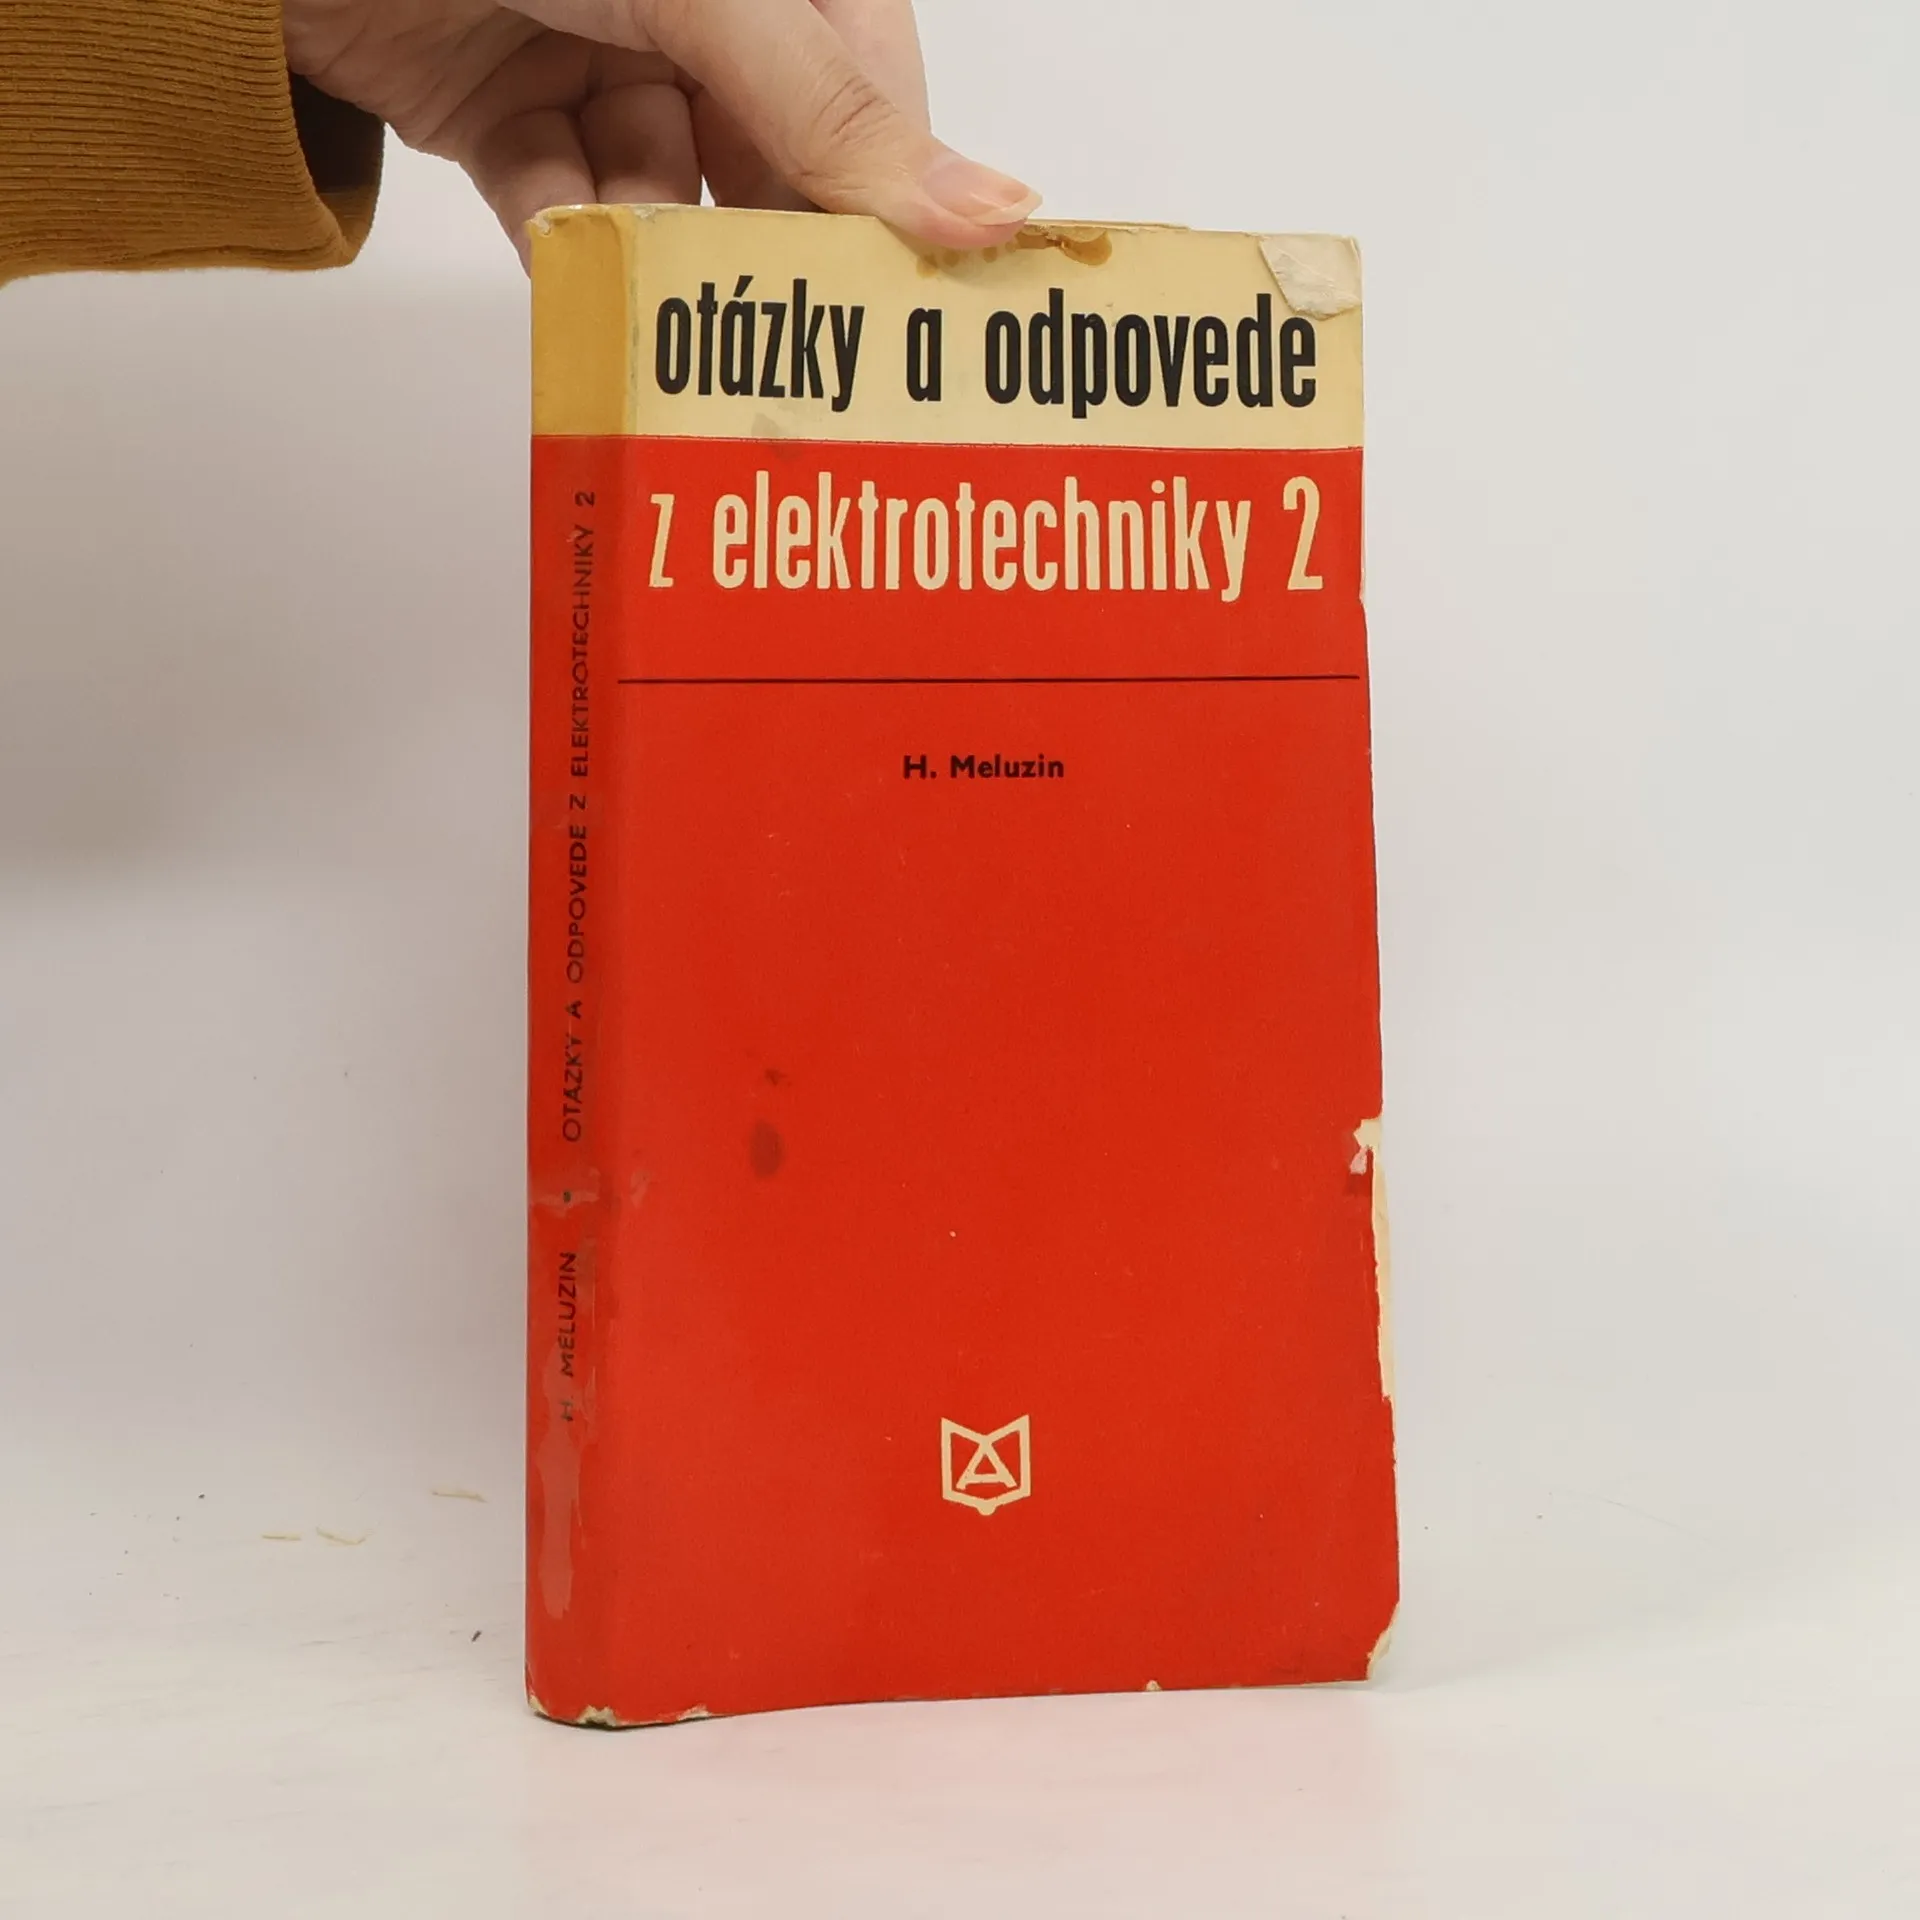 otázky a odpovede
z elektrotechniky 2
H. Meluzin
H. MELUZIN • OTÁZKY A ODPOVEDE Z ELEKTROTECHNIKY 2
A